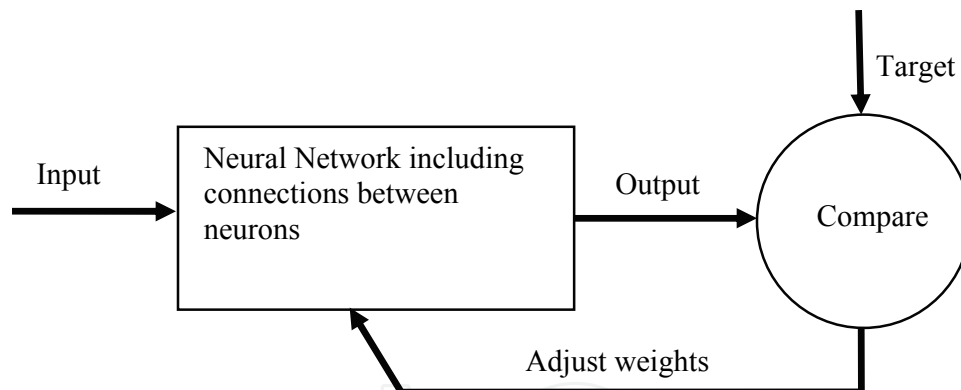 Target
Input
Neural Network including
connections between
neurons
Output
Compare
Adjust weights